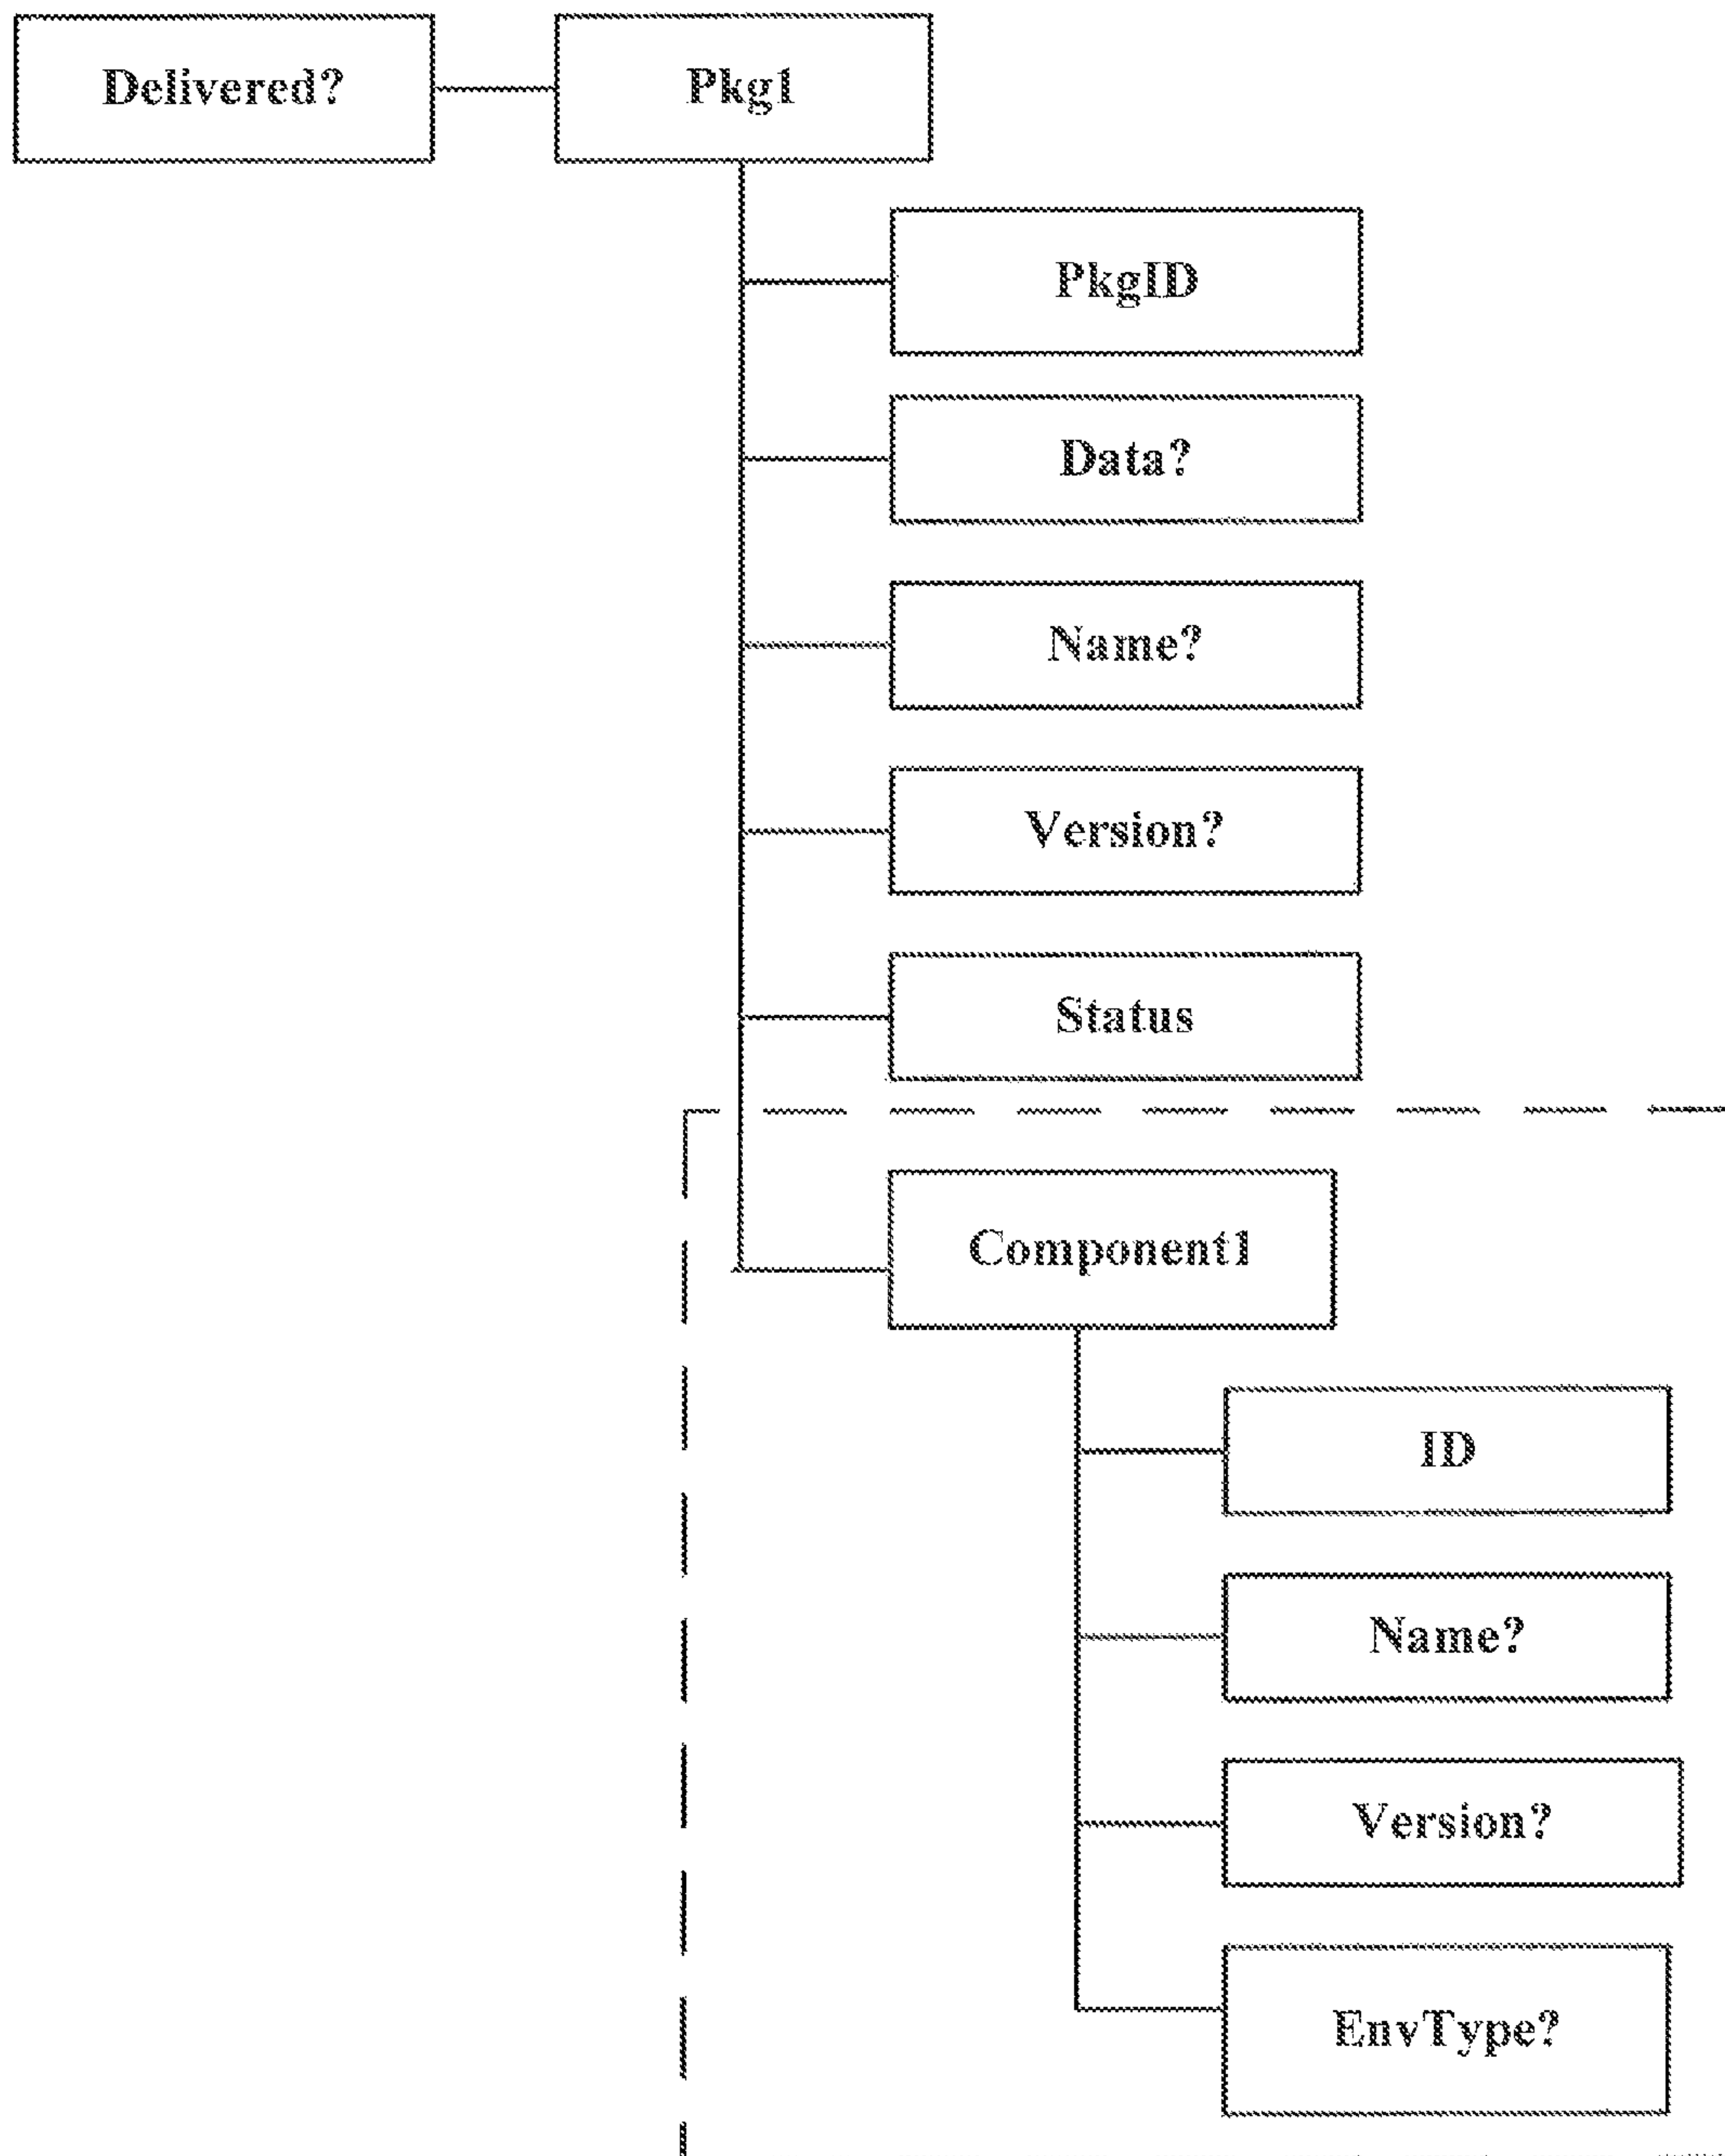 Delivered?
Pkg1
PkgID
Data?
Name?
Version?
Status
Component1
ID
Name?
Version?
EnvType?